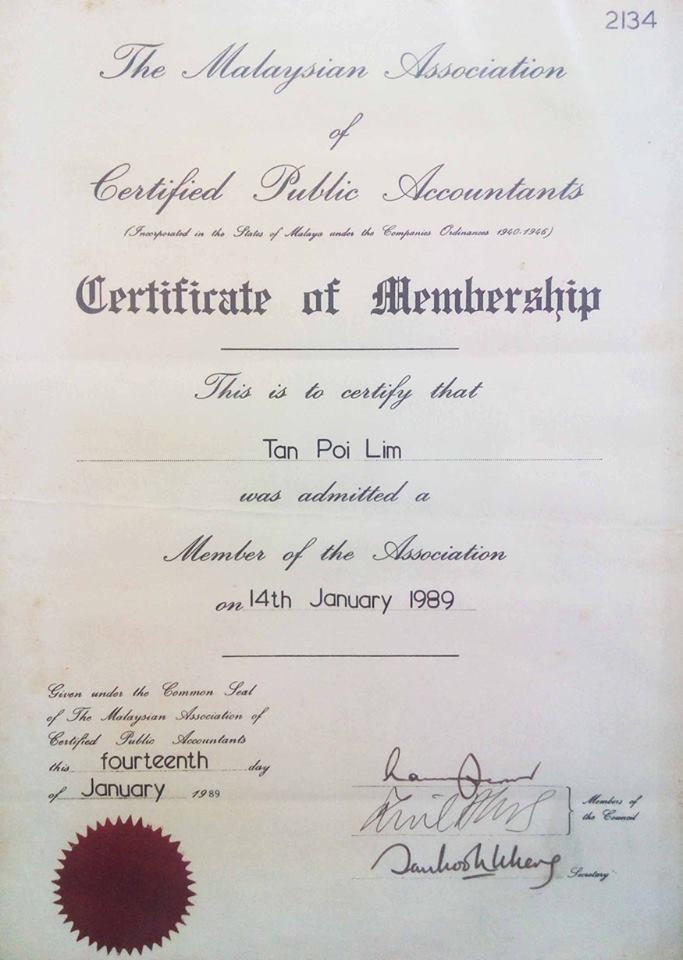 2134
The Malaysian Association
of
Certified Public Accountants
(Incorporated in the States of Malaya under the Companies Ordinances 1940-1946)
Certificate of Membership
This is to certify that
Tan Poi Lim
was admitted a
Member of the Association
on 14th January 1989
Given under the Common Seal
of The Malaysian Association of
Certified Public Accountants
this fourteenth day
of January 1989
Members of
the Council
Secretary